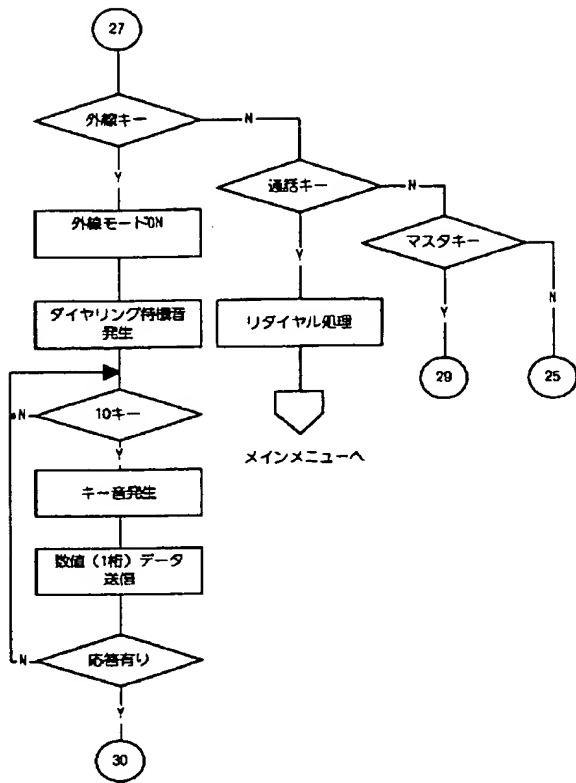 27
外線キー
N
Y
通話キー
N
外線モードON
Y
マスタキー
ダイヤリング待機音
発生
リダイヤル処理
Y
N
29
25
10キー
N
Y
メインメニューへ
キー音発生
数値（1桁）データ
送信
応答有り
N
Y
30